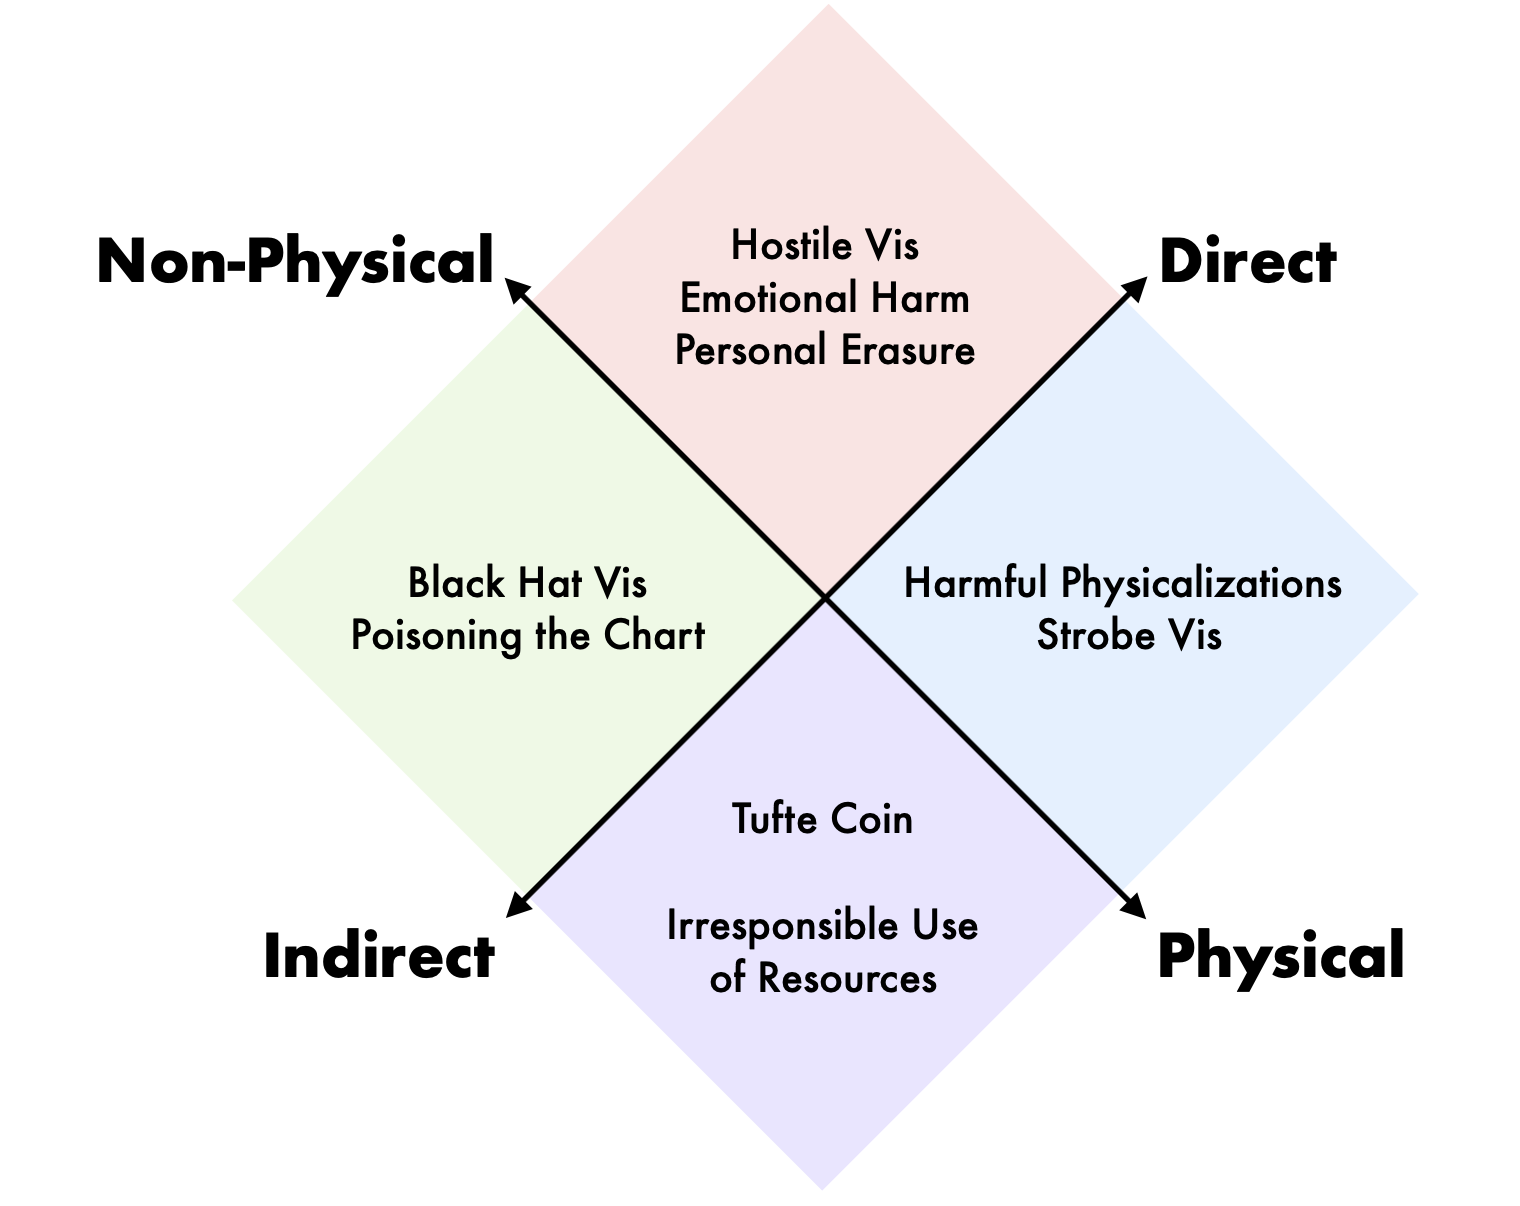 Non-Physical
Direct
Hostile Vis
Emotional Harm
Personal Erasure
Black Hat Vis
Poisoning the Chart
Harmful Physicalizations
Strobe Vis
Tufte Coin
Irresponsible Use
of Resources
Indirect
Physical